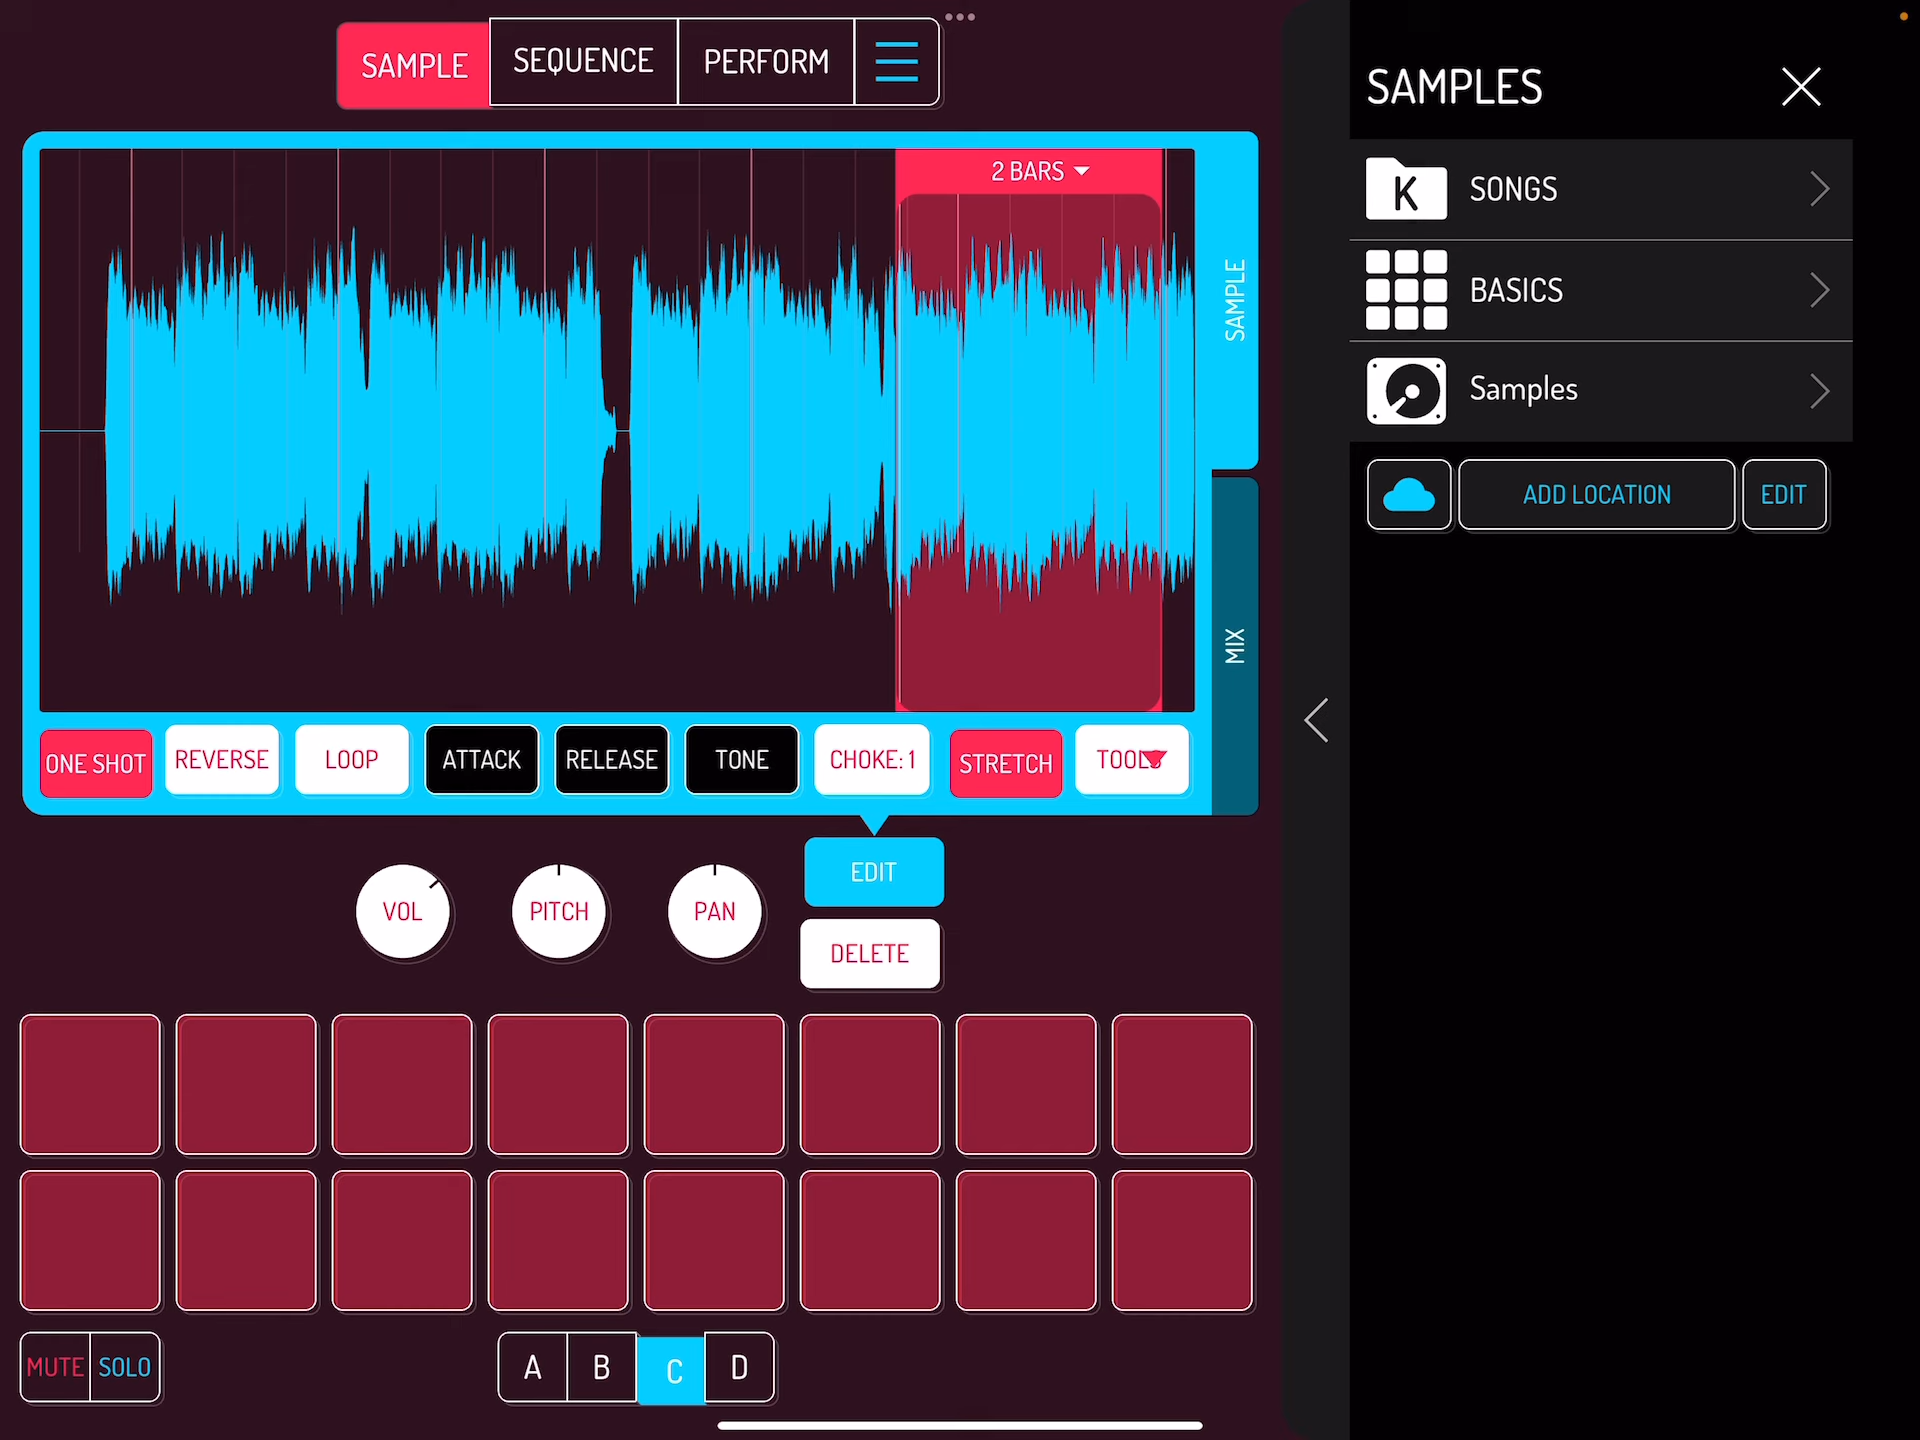 SAMPLE SEQUENCE PERFORM
2 BARS
SAMPLE
MIX
ONE SHOT REVERSE LOOP ATTACK RELEASE TONE CHOKE: 1 STRETCH TOOLS
VOL PITCH PAN EDIT
DELETE
MUTE SOLO A B C D
SAMPLES
K SONGS
BASICS
Samples
ADD LOCATION EDIT